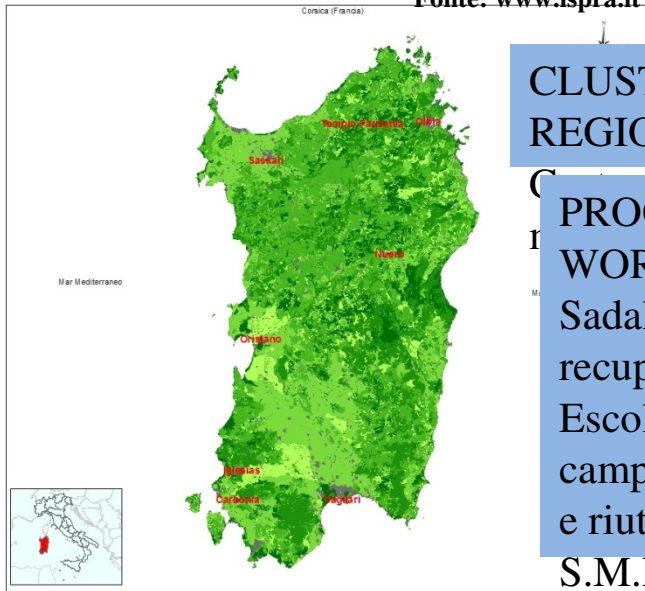 Fonte: www.ispra.it
Corsica (Francia)
CLUST
REGIO
PROG
WOR
Sadal
recup
Escol
camp
e riut
S.M.
Tempio Pausania
Olbia
Sassari
Nuoro
Mar Mediterraneo
Oristano
Iglesias
Carbonia
Cagliari